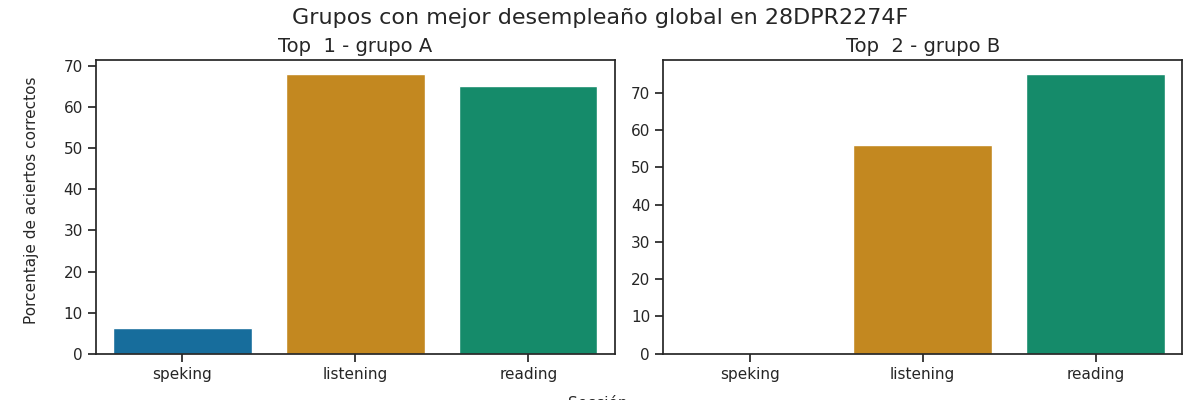 Grupos con mejor desempleaño global en 28DPR2274F
Top  1 - grupo A
Porcentaje de aciertos correctos
70
60
50
40
30
20
10
0
speking
listening
reading
Top  2 - grupo B
70
60
50
40
30
20
10
0
speking
listening
reading
Sección